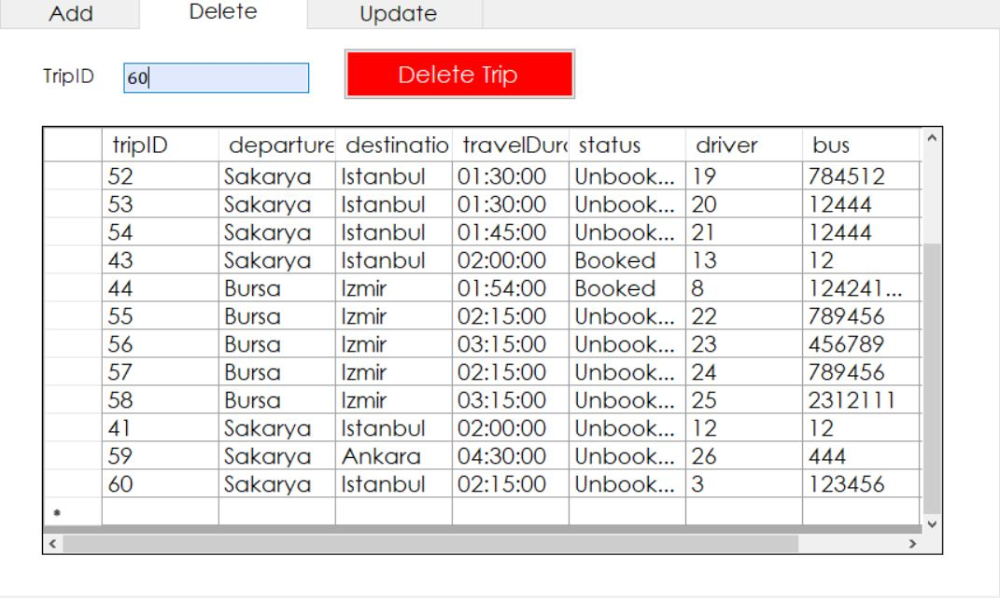 Add Delete Update
TripID 60 Delete Trip
tripID departure destinatio travelDura status driver bus
52 Sakarya Istanbul 01:30:00 Unbook... 19 784512
53 Sakarya Istanbul 01:30:00 Unbook... 20 12444
54 Sakarya Istanbul 01:45:00 Unbook... 21 12444
43 Sakarya Istanbul 02:00:00 Booked 13 12
44 Bursa Izmir 01:54:00 Booked 8 124241...
55 Bursa Izmir 02:15:00 Unbook... 22 789456
56 Bursa Izmir 03:15:00 Unbook... 23 456789
57 Bursa Izmir 02:15:00 Unbook... 24 789456
58 Bursa Izmir 03:15:00 Unbook... 25 2312111
41 Sakarya Istanbul 02:00:00 Unbook... 12 12
59 Sakarya Ankara 04:30:00 Unbook... 26 444
60 Sakarya Istanbul 02:15:00 Unbook... 3 123456